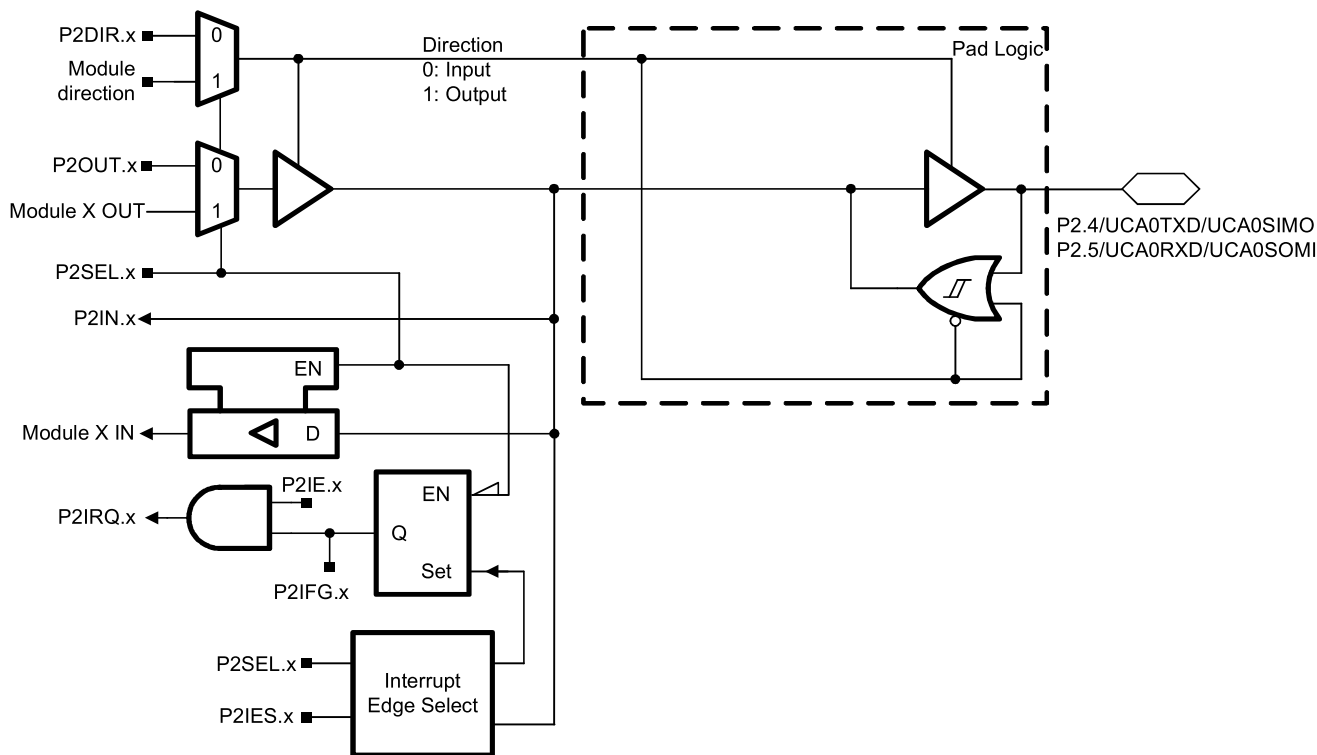 P2DIR.x
0
Module
direction
1
Direction
0: Input
1: Output
Pad Logic
P2OUT.x
0
Module X OUT
1
P2.4/UCA0TXD/UCA0SIMO
P2.5/UCA0RXD/UCA0SOMI
P2SEL.x
P2IN.x
EN
Module X IN
D
P2IE.x
EN
P2IRQ.x
Q
Set
P2IFG.x
P2SEL.x
Interrupt
Edge Select
P2IES.x